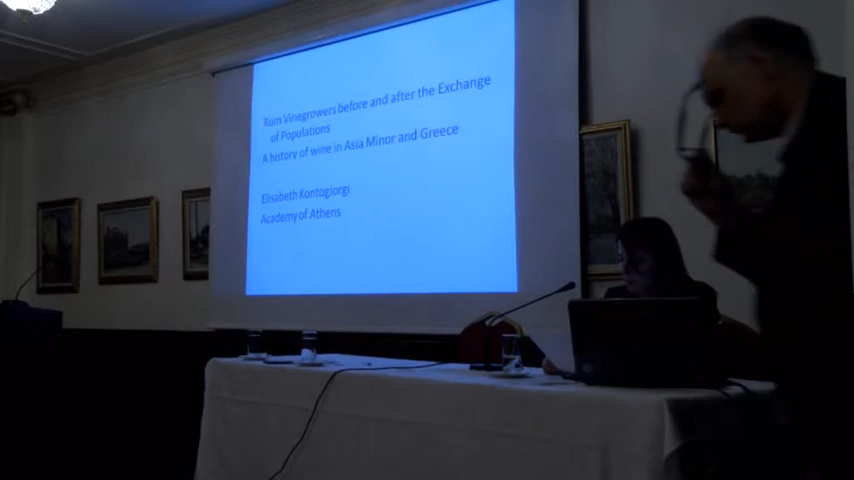 Rum Vinegrowers before and after the Exchange
of Populations
A history of wine in Asia Minor and Greece
Elisabeth Kontogiorgi
Academy of Athens